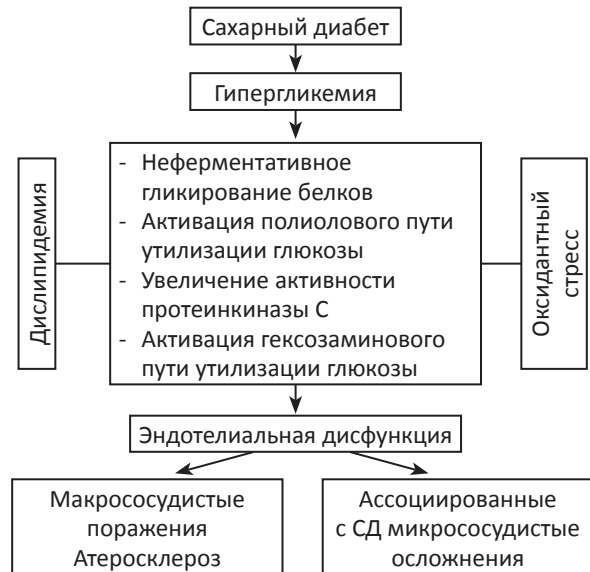 Сахарный диабет
Гипергликемия
Дислипидемия
- Неферментативное
гликирование белков
- Активация полиолового пути
утилизации глюкозы
- Увеличение активности
протеинкиназы С
- Активация гексозаминового
пути утилизации глюкозы
Оксидантный
стресс
Эндотелиальная дисфункция
Макрососудистые
поражения
Атеросклероз
Ассоциированные
с СД микрососудистые
осложнения